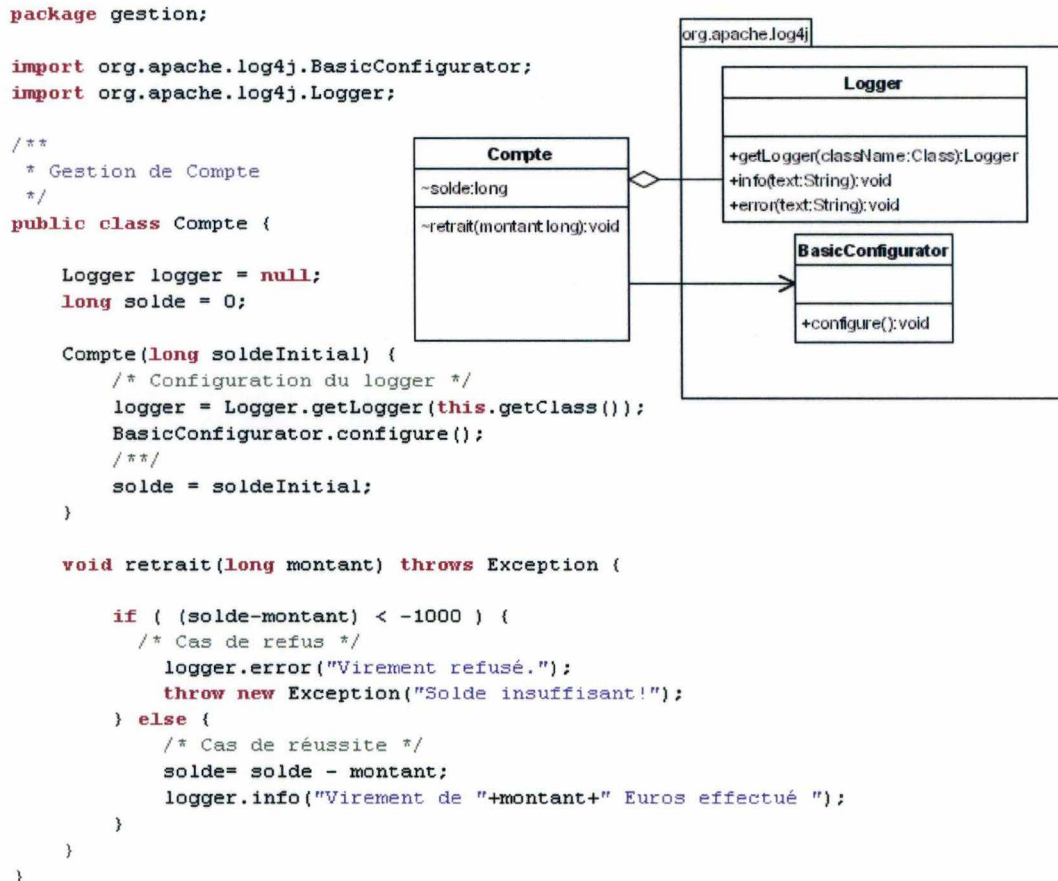 package gestion;
import org.apache.log4j.BasicConfigurator;
import org.apache.log4j.Logger;
/**
* Gestion de Compte
*/
public class Compte {
Logger logger = null;
long solde = 0;
Compte(long soldeInitial) {
/* Configuration du logger */
logger = Logger.getLogger(this.getClass());
BasicConfigurator.configure();
/**/
solde = soldeInitial;
}
void retrait(long montant) throws Exception {
if ( (solde-montant) < -1000 ) {
/* Cas de refus */
logger.error("Virement refusé.");
throw new Exception("Solde insuffisant!");
} else {
/* Cas de réussite */
solde= solde - montant;
logger.info("Virement de "+montant+" Euros effectué ");
}
}
}
org.apache.log4j
Logger
+getLogger(className:Class):Logger
+info(text:String):void
+error(text:String):void
Compte
~solde:long
~retrait(montant:long):void
BasicConfigurator
+configure():void